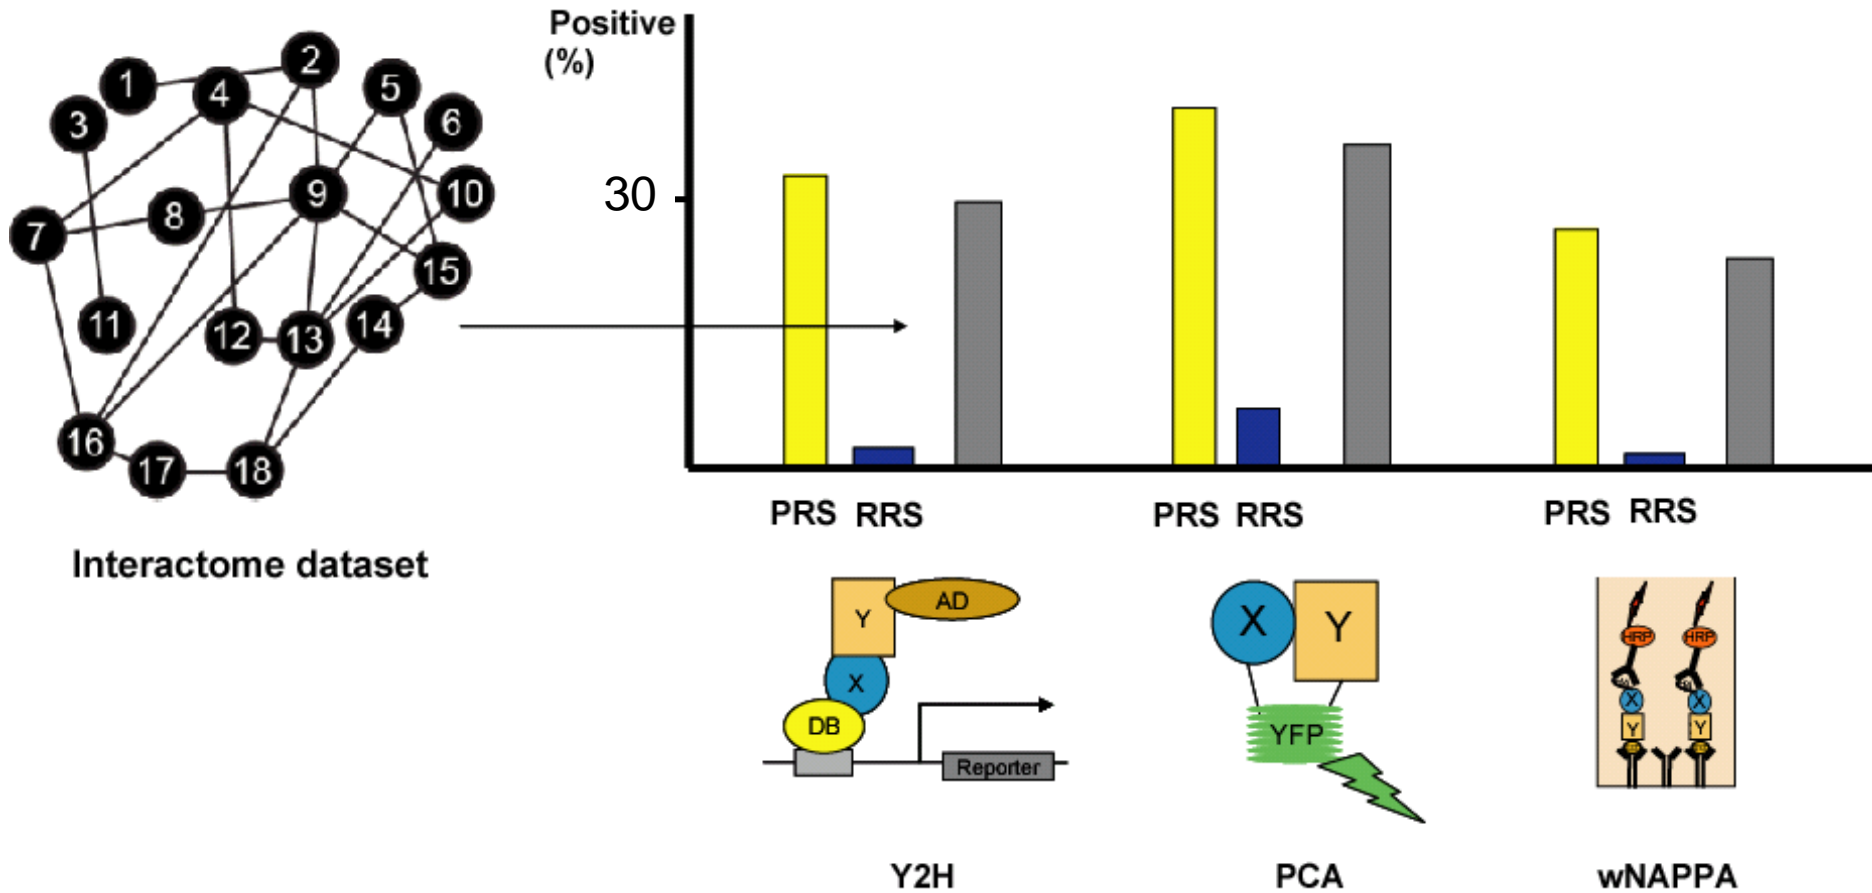 Positive
(%)
30
1
2
3
4
5
6
7
8
9
10
11
12
13
14
15
16
17
18
Interactome dataset
PRS RRS
PRS RRS
PRS RRS
Y
AD
X
DB
Reporter
Y2H
X
Y
YFP
PCA
HRP
HRP
X
X
Y
Y
wNAPPA